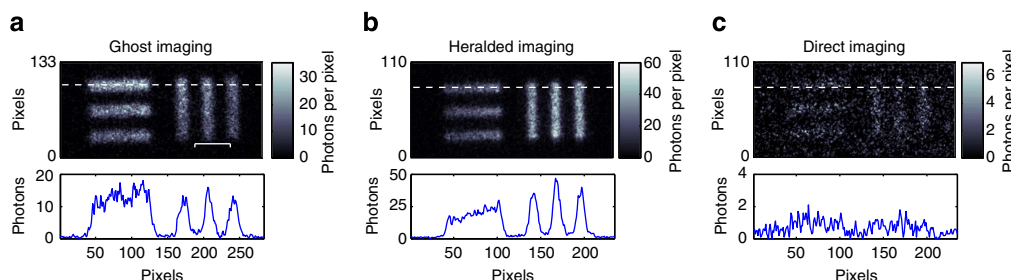 a
Ghost imaging
133
Pixels
0
30
20
10
0
Photons per pixel
20
10
0
Photons
50 100 150 200 250
Pixels
b
Heralded imaging
110
Pixels
0
60
40
20
0
Photons per pixel
50
25
0
Photons
50 100 150 200
Pixels
c
Direct imaging
110
Pixels
0
6
4
2
0
Photons per pixel
4
2
0
Photons
50 100 150 200
Pixels